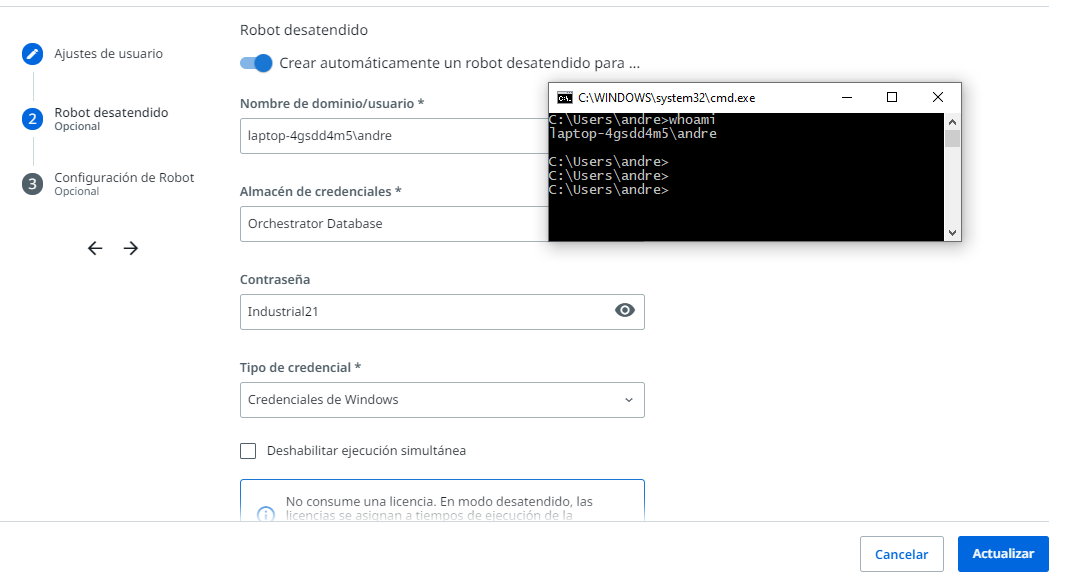 Robot desatendido
Ajustes de usuario
Crear automáticamente un robot desatendido para ...
2
Robot desatendido
Opcional
3
Configuración de Robot
Opcional
Nombre de dominio/usuario *
laptop-4gsdd4m5\andre
C:\WINDOWS\system32\cmd.exe
C:\Users\andre>whoami
laptop-4gsdd4m5\andre
C:\Users\andre>
C:\Users\andre>
C:\Users\andre>
Almacén de credenciales *
Orchestrator Database
Contraseña
Industrial21
Tipo de credencial *
Credenciales de Windows
Deshabilitar ejecución simultánea
No consume una licencia. En modo desatendido, las
licencias se asignan a tiempos de ejecución de la
Cancelar
Actualizar